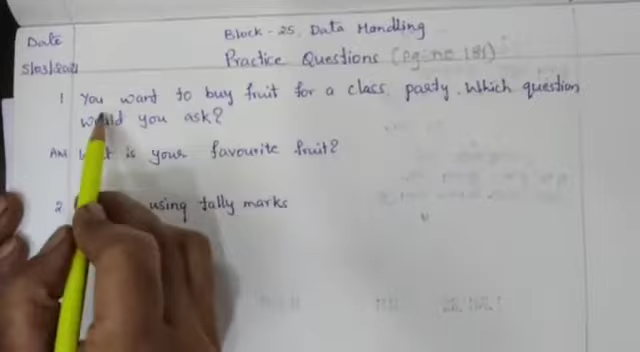 Date
Block - 25, Data Handling
Practice Questions (Pg.no 181)
1 You want to buy fruit for a class party. Which question
would you ask?
Ans is your favourite fruit?
2 using tally marks